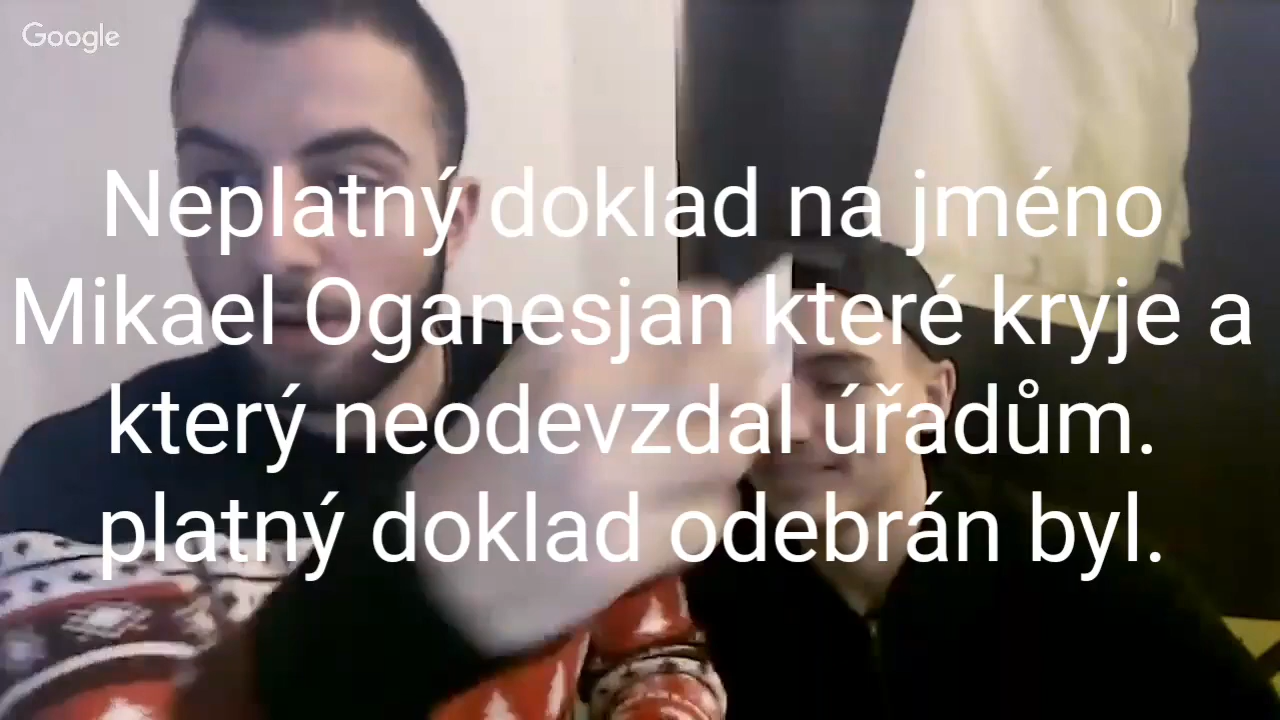 Google
Neplatný doklad na jméno
Mikael Oganesjan které kryje a
který neodevzdal úřadům.
platný doklad odebrán byl.